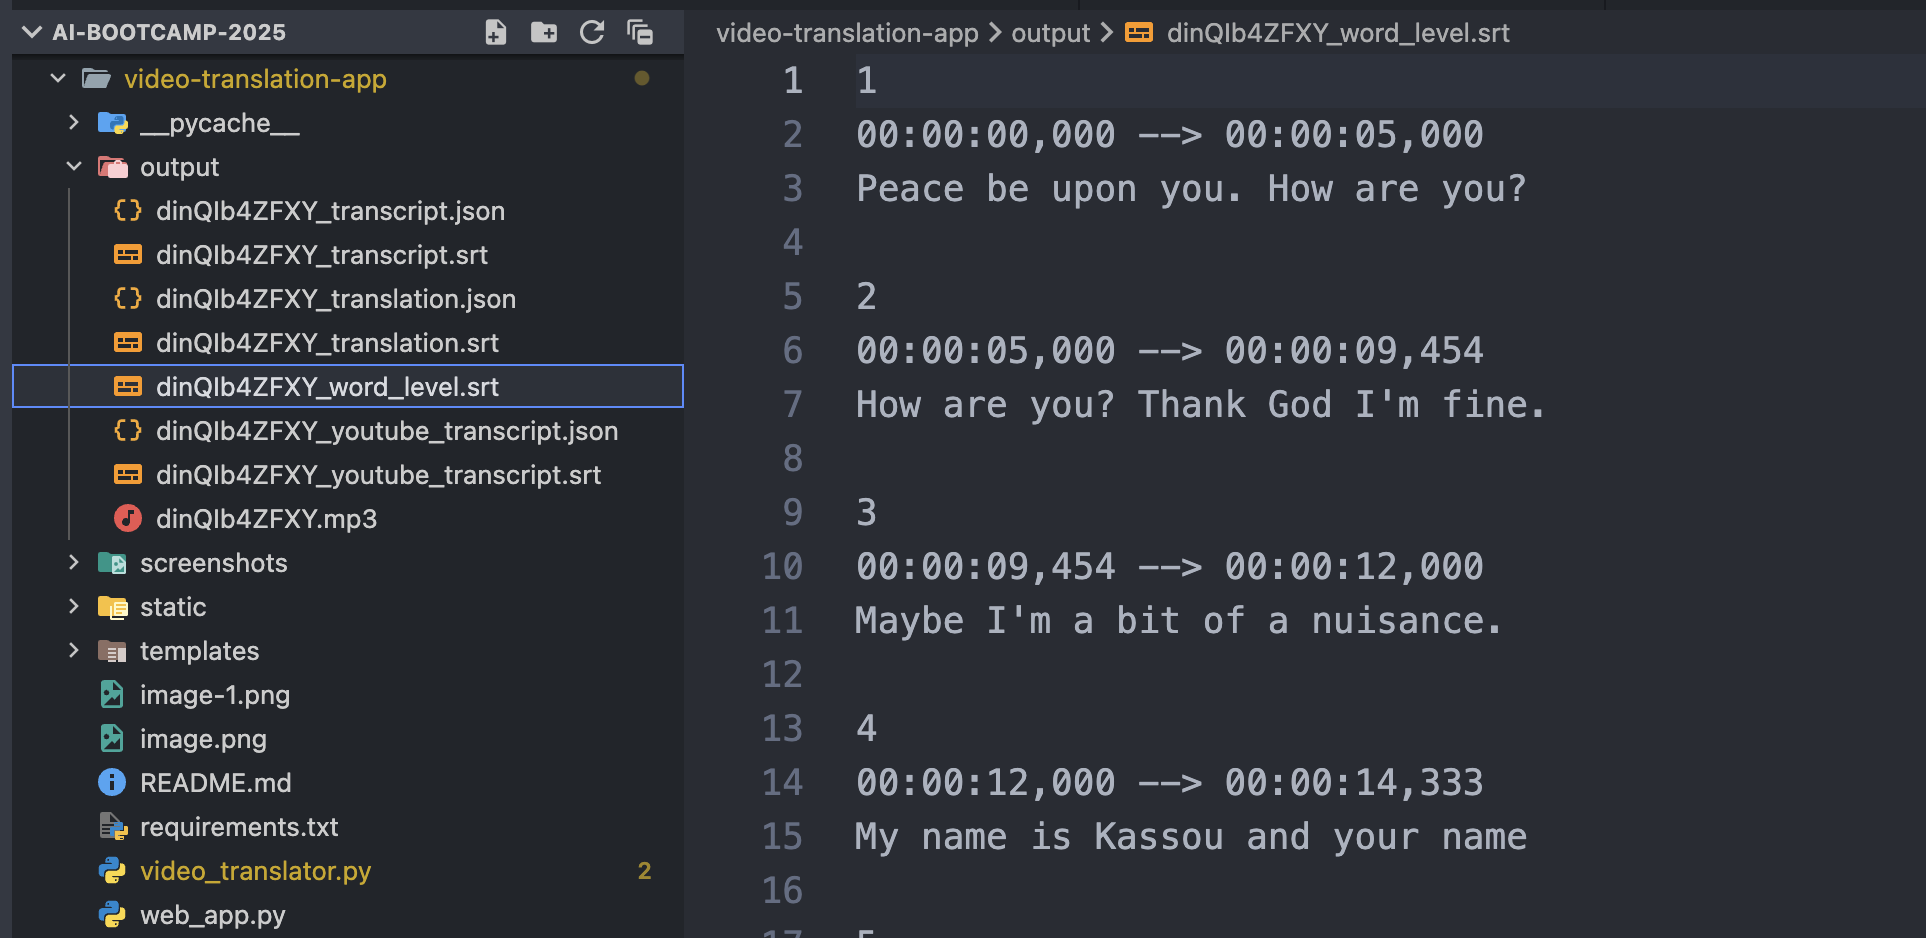 AI-BOOTCAMP-2025
video-translation-app
__pycache__
output
dinQIb4ZFXY_transcript.json
dinQIb4ZFXY_transcript.srt
dinQIb4ZFXY_translation.json
dinQIb4ZFXY_translation.srt
dinQIb4ZFXY_word_level.srt
dinQIb4ZFXY_youtube_transcript.json
dinQIb4ZFXY_youtube_transcript.srt
dinQIb4ZFXY.mp3
screenshots
static
templates
image-1.png
image.png
README.md
requirements.txt
video_translator.py 2
web_app.py
video-translation-app > output > dinQIb4ZFXY_word_level.srt
1 1
2 00:00:00,000 --> 00:00:05,000
3 Peace be upon you. How are you?
4
5 2
6 00:00:05,000 --> 00:00:09,454
7 How are you? Thank God I'm fine.
8
9 3
10 00:00:09,454 --> 00:00:12,000
11 Maybe I'm a bit of a nuisance.
12
13 4
14 00:00:12,000 --> 00:00:14,333
15 My name is Kassou and your name
16
17 5